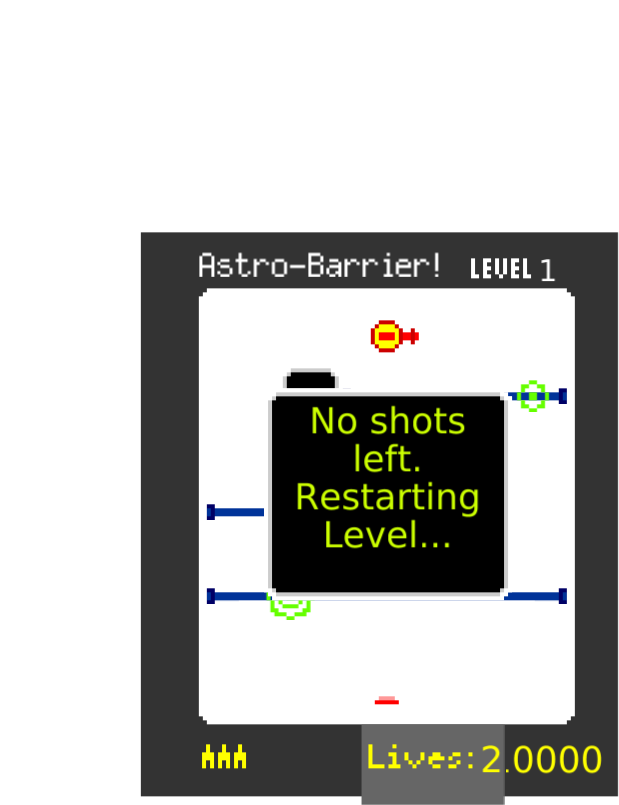 Astro-Barrier! LEVEL 1
No shots
left.
Restarting
Level...
Lives:2.0000